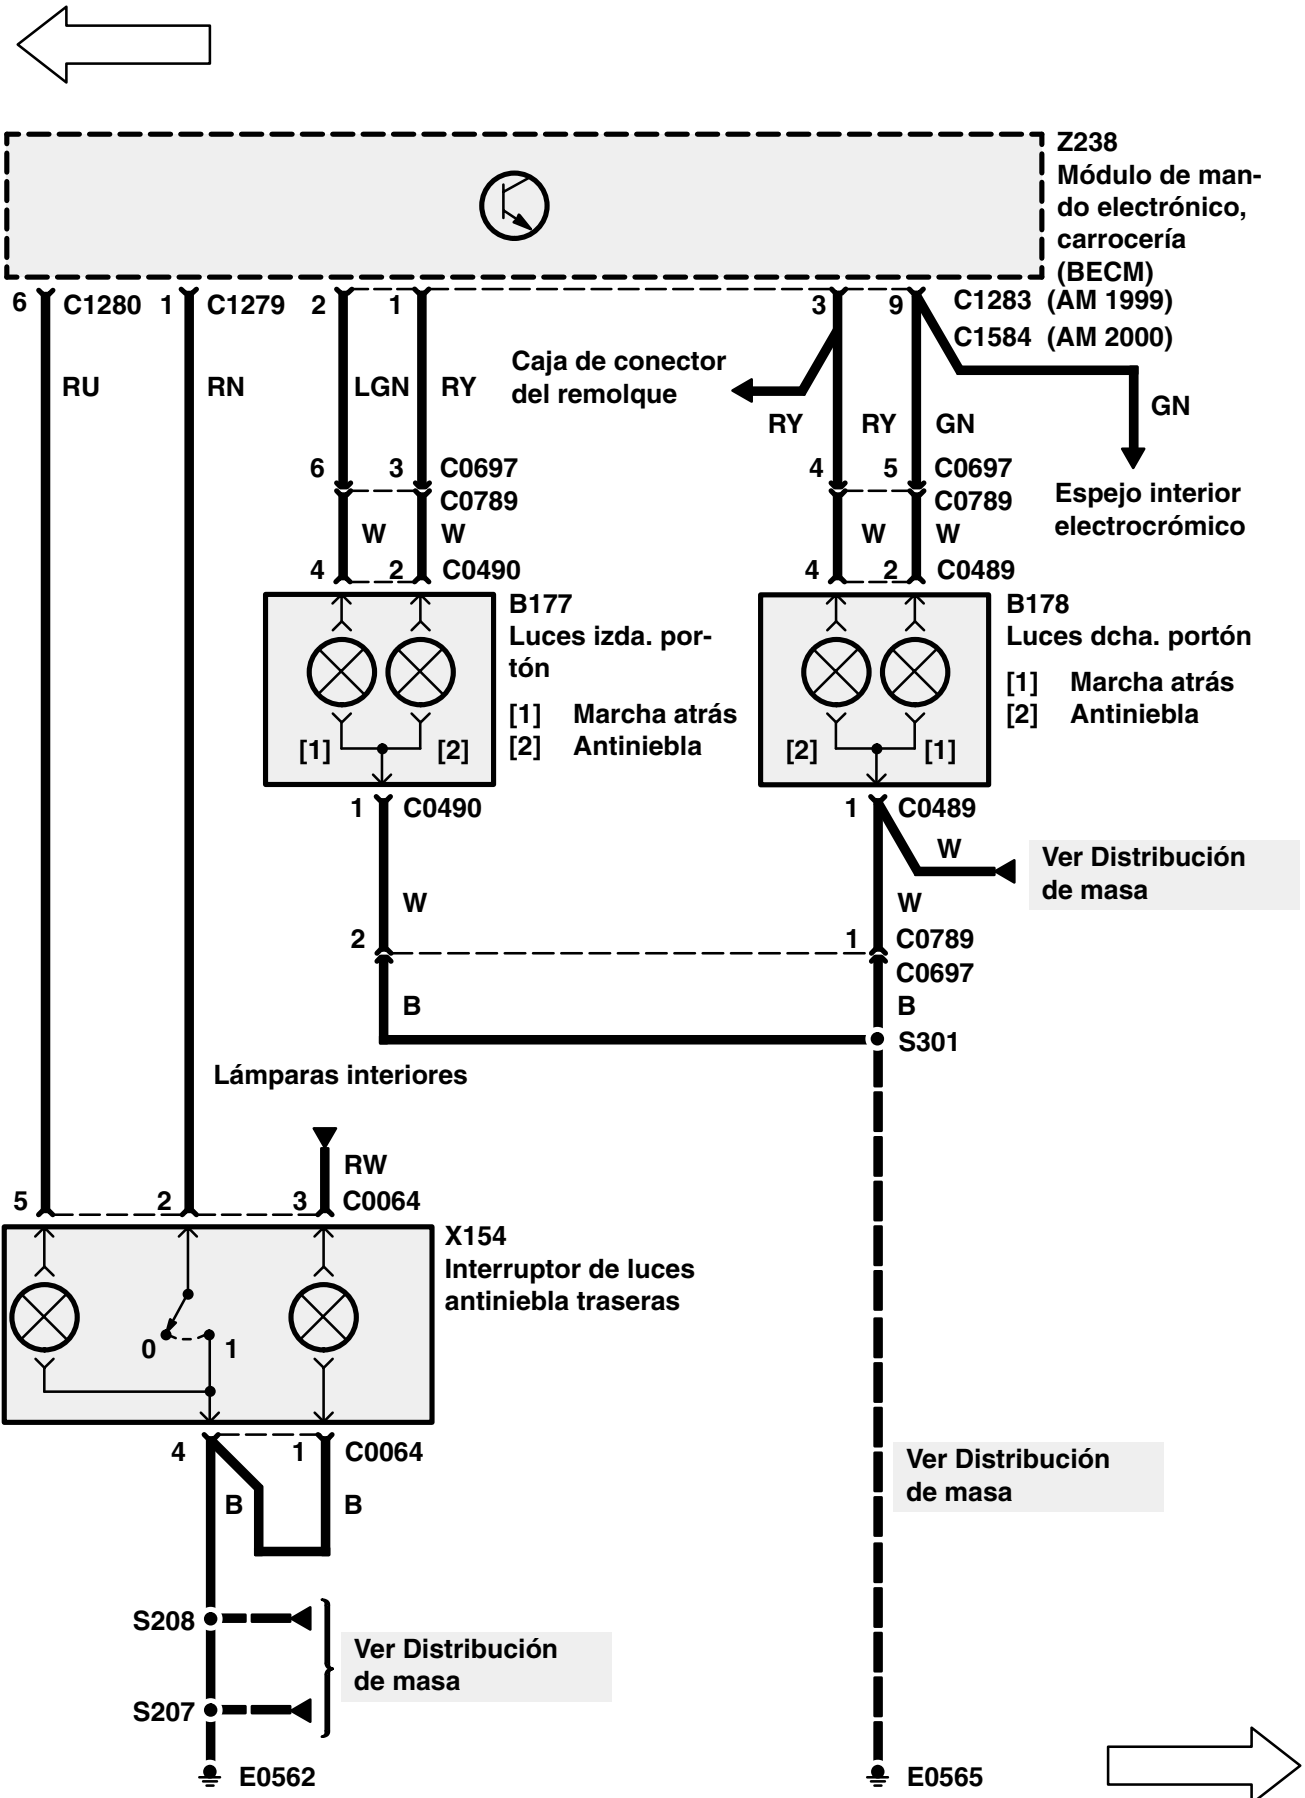 Z238
Módulo de man-
do electrónico,
carrocería
(BECM)
6 C1280 1 C1279 2 1 3 9 C1283 (AM 1999)
C1584 (AM 2000)
Caja de conector
del remolque
RU RN LGN RY
RY RY GN GN
6 3 C0697 4 5 C0697
C0789 C0789
Espejo interior
electrocrómico
W W W W
4 2 C0490 4 2 C0489
B177
Luces izda. por-
tón
[1] Marcha atrás
[2] Antiniebla
B178
Luces dcha. portón
[1] Marcha atrás
[2] Antiniebla
[1] [2] [2] [1]
1 C0490 1 C0489
W
Ver Distribución
de masa
W W
2 1 C0789
C0697
B B
S301
Lámparas interiores
RW
5 2 3 C0064
X154
Interruptor de luces
antiniebla traseras
0 1
4 1 C0064
B B
Ver Distribución
de masa
S208
Ver Distribución
de masa
S207
E0562 E0565